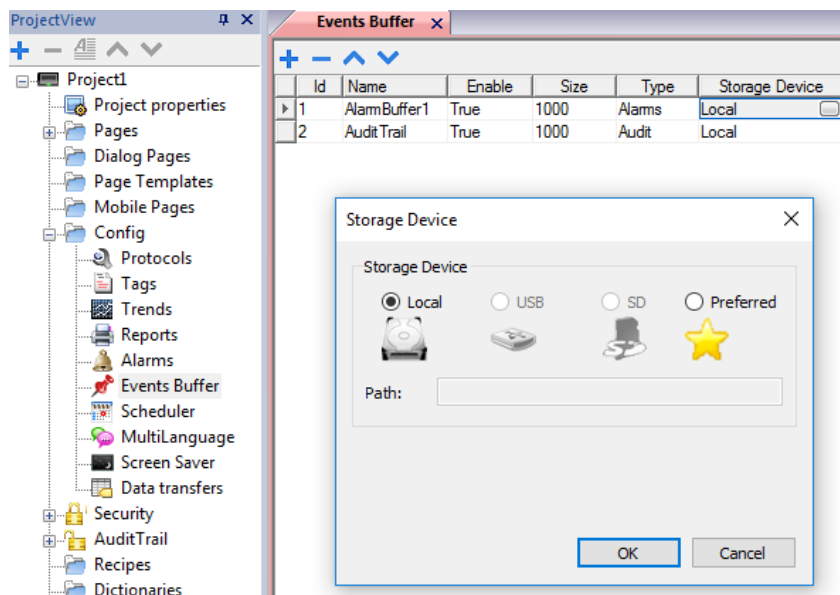 ProjectView
Project1
Project properties
Pages
Dialog Pages
Page Templates
Mobile Pages
Config
Protocols
Tags
Trends
Reports
Alarms
Events Buffer
Scheduler
MultiLanguage
Screen Saver
Data transfers
Security
AuditTrail
Recipes
Dictionaries
Events Buffer
Id Name Enable Size Type Storage Device
1 AlarmBuffer1 True 1000 Alarms Local
2 AuditTrail True 1000 Audit Local
Storage Device
Storage Device
Local USB SD Preferred
Path:
OK Cancel